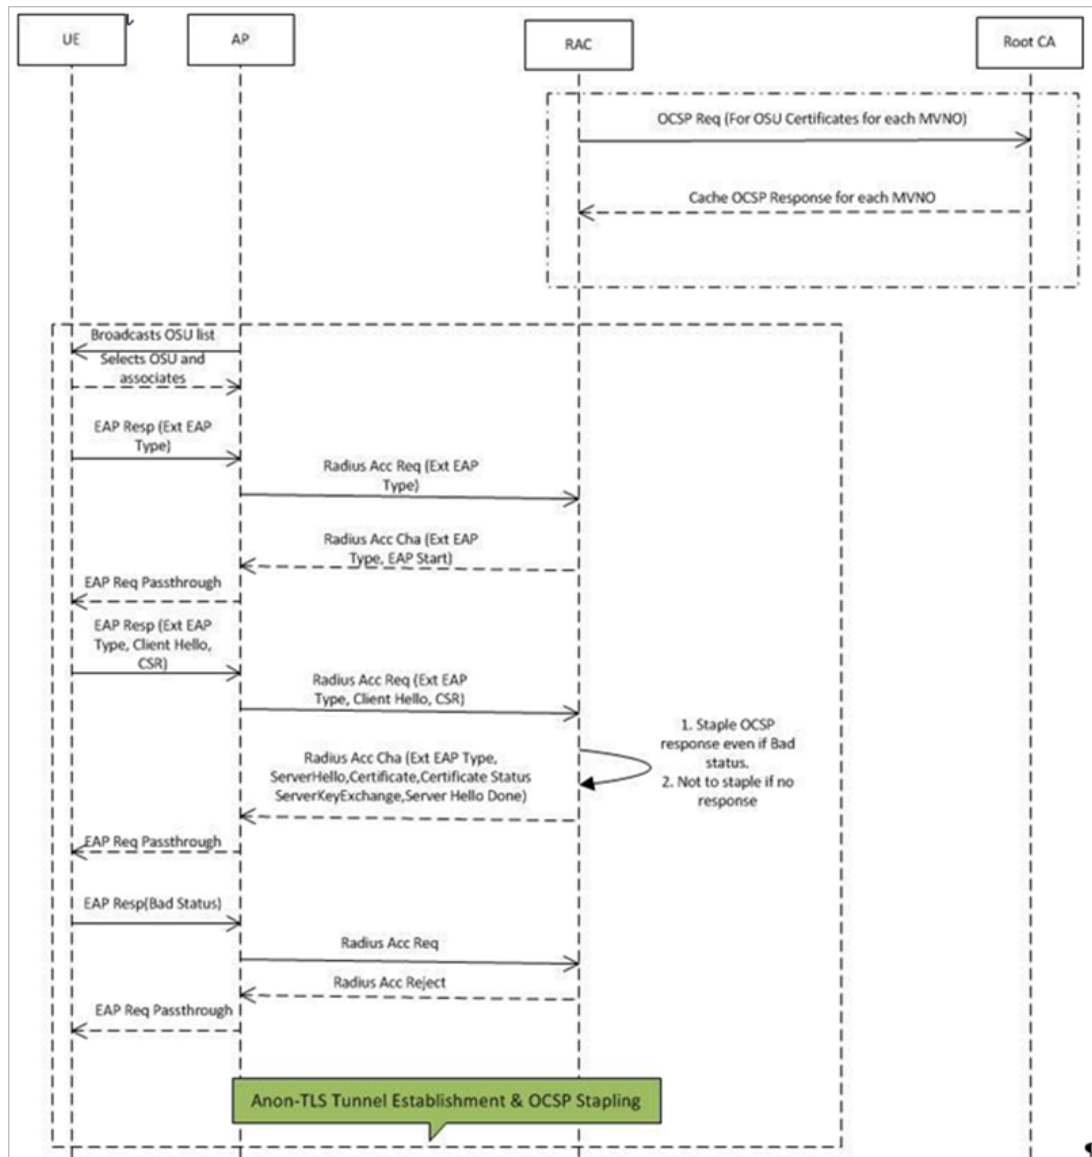 UE
AP
RAC
Root CA
OCSP Req (For OSU Certificates for each MVNO)
Cache OCSP Response for each MVNO
Broadcasts OSU list
Selects OSU and
associates
EAP Resp (Ext EAP
Type)
Radius Acc Req (Ext EAP
Type)
Radius Acc Cha (Ext EAP
Type, EAP Start)
EAP Req Passthrough
EAP Resp (Ext EAP
Type, Client Hello,
CSR)
Radius Acc Req (Ext EAP
Type, Client Hello, CSR)
1. Staple OCSP
response even if Bad
status.
2. Not to staple if no
response
Radius Acc Cha (Ext EAP Type,
ServerHello,Certificate,Certificate Status
ServerKeyExchange,Server Hello Done)
EAP Req Passthrough
EAP Resp(Bad Status)
Radius Acc Req
Radius Acc Reject
EAP Req Passthrough
Anon-TLS Tunnel Establishment & OCSP Stapling